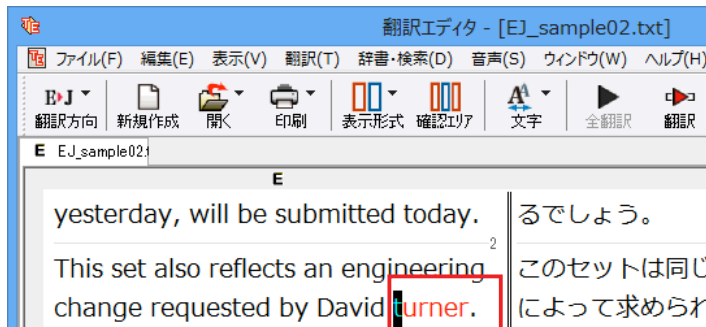 翻訳エディタ - [EJ_sample02.txt]
ファイル(F) 編集(E) 表示(V) 翻訳(T) 辞書・検索(D) 音声(S) ウィンドウ(W) ヘルプ(H)
E▶J
翻訳方向 新規作成 開く 印刷 表示形式 確認エリア 文字 全翻訳 翻訳
E EJ_sample02.
E
yesterday, will be submitted today. るでしょう。
2
This set also reflects an engineering このセットは同じ
change requested by David turner. によって求められ